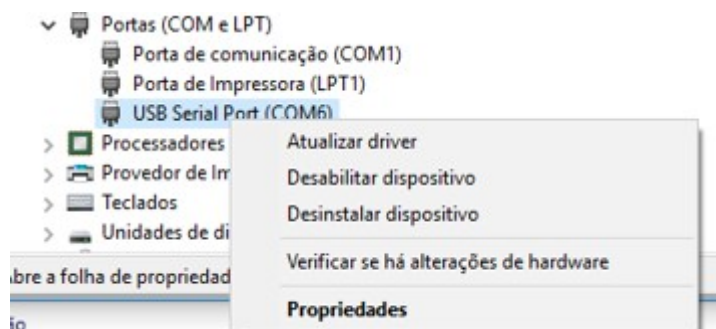 Portas (COM e LPT)
Porta de comunicação (COM1)
Porta de Impressora (LPT1)
USB Serial Port (COM6)
Processadores
Provedor de Im
Teclados
Unidades de di
Atualizar driver
Desabilitar dispositivo
Desinstalar dispositivo
Verificar se há alterações de hardware
Propriedades
bre a folha de propriedad